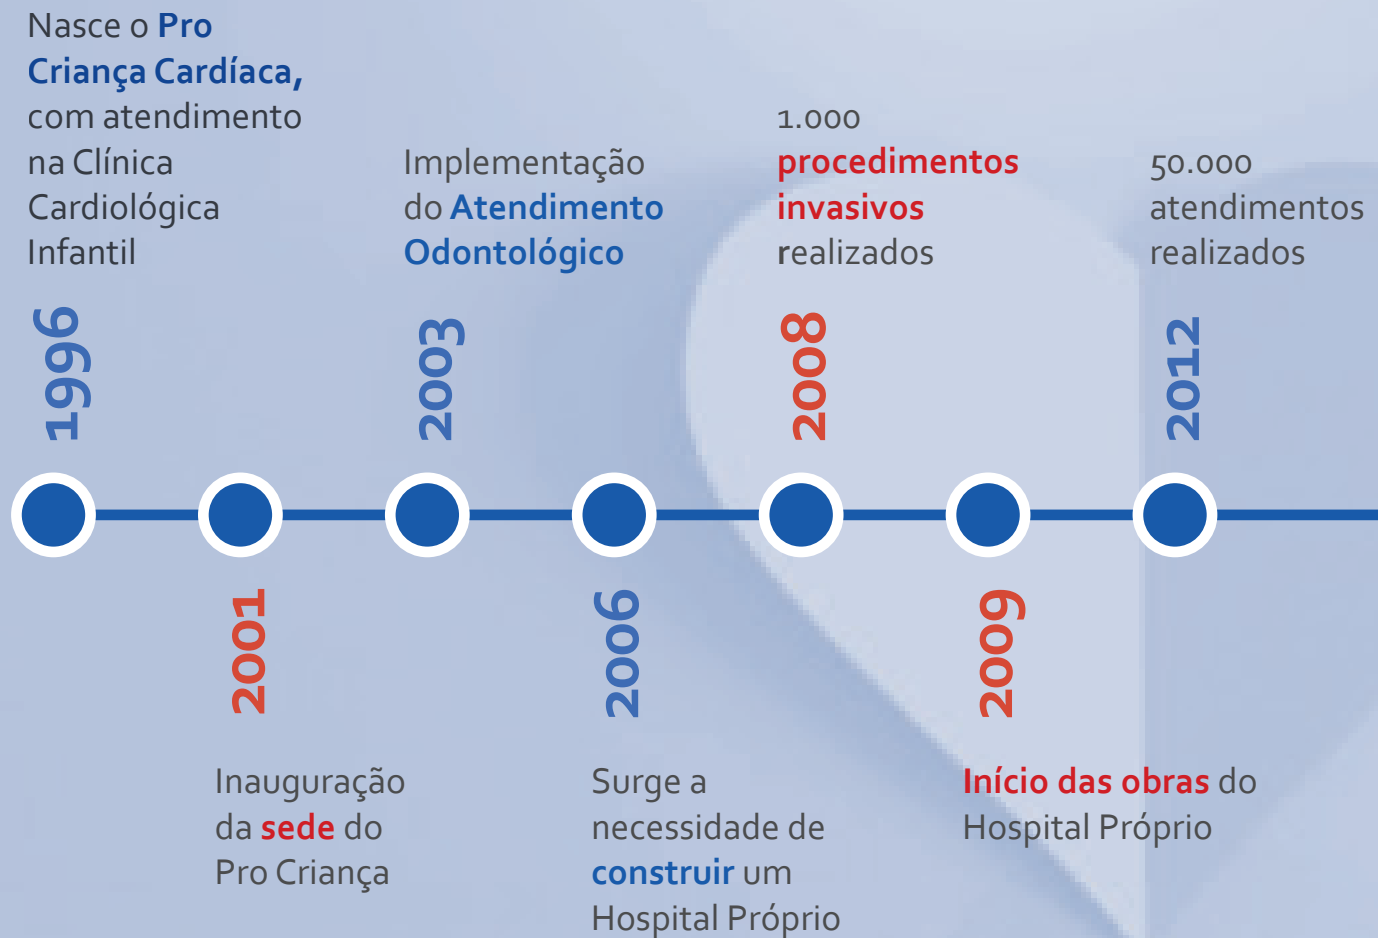 Nasce o Pro
Criança Cardíaca,
com atendimento
na Clínica
Cardiológica
Infantil
1996
2001
Inauguração
da sede do
Pro Criança
Implementação
do Atendimento
Odontológico
2003
2006
Surge a
necessidade de
construir um
Hospital Próprio
1.000
procedimentos
invasivos
realizados
2008
2009
Início das obras do
Hospital Próprio
50.000
atendimentos
realizados
2012